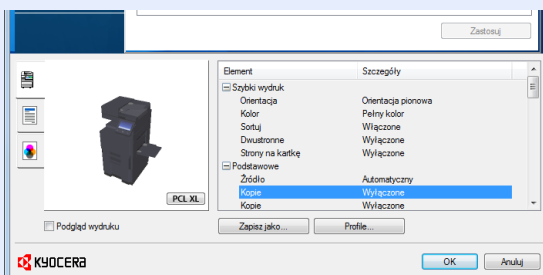 Zastosuj
Element Szczegóły
Szybki wydruk
Orientacja Orientacja pionowa
Kolor Pełny kolor
Sortuj Włączone
Dwustronne Wyłączone
Strony na kartkę Wyłączone
Podstawowe
Źródło Automatyczny
Kopie Wyłączone
Kopie Wyłączone
PCL XL
Podgląd wydruku Zapisz jako... Profile...
KYOCERA OK Anuluj